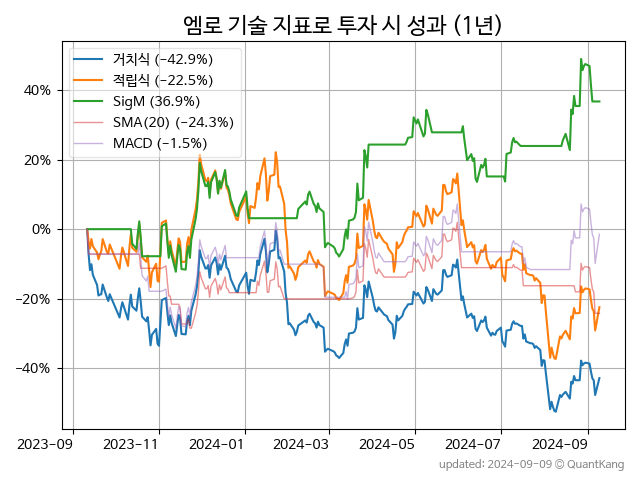 엠로 기술 지표로 투자 시 성과 (1년)
거치식 (−42.9%)
적립식 (−22.5%)
SigM (36.9%)
SMA(20) (−24.3%)
MACD (−1.5%)
40%
20%
0%
−20%
−40%
2023-09 2023-11 2024-01 2024-03 2024-05 2024-07 2024-09
updated: 2024-09-09 © QuantKang